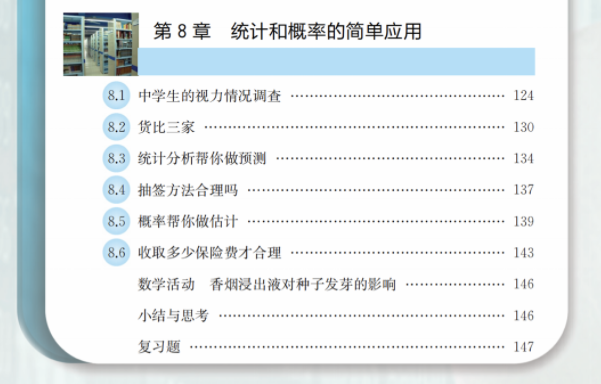 第 8 章 统计和概率的简单应用
8.1 中学生的视力情况调查 ······ 124
8.2 货比三家 ······ 130
8.3 统计分析帮你做预测 ······ 134
8.4 抽签方法合理吗 ······ 137
8.5 概率帮你做估计 ······ 139
8.6 收取多少保险费才合理 ······ 143
数学活动 香烟浸出液对种子发芽的影响 ······ 146
小结与思考 ······ 146
复习题 ······ 147